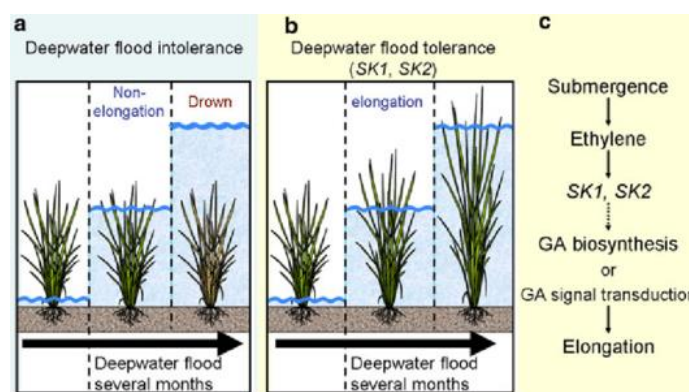 a
Deepwater flood intolerance
Non-
elongation
Drown
Deepwater flood
several months
b
Deepwater flood tolerance
(SK1, SK2)
elongation
Deepwater flood
several months
c
Submergence
Ethylene
SK1, SK2
GA biosynthesis
or
GA signal transduction
Elongation